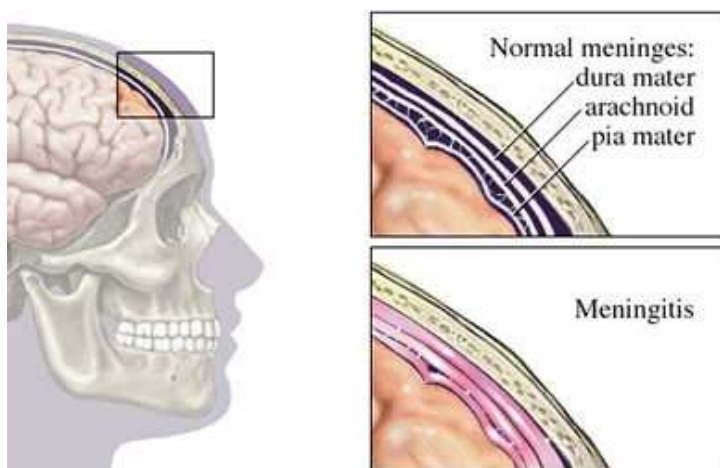 Normal meninges:
dura mater
arachnoid
pia mater
Meningitis